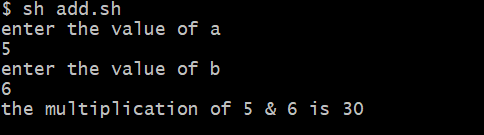 $ sh add.sh
enter the value of a
5
enter the value of b
6
the multiplication of 5 & 6 is 30